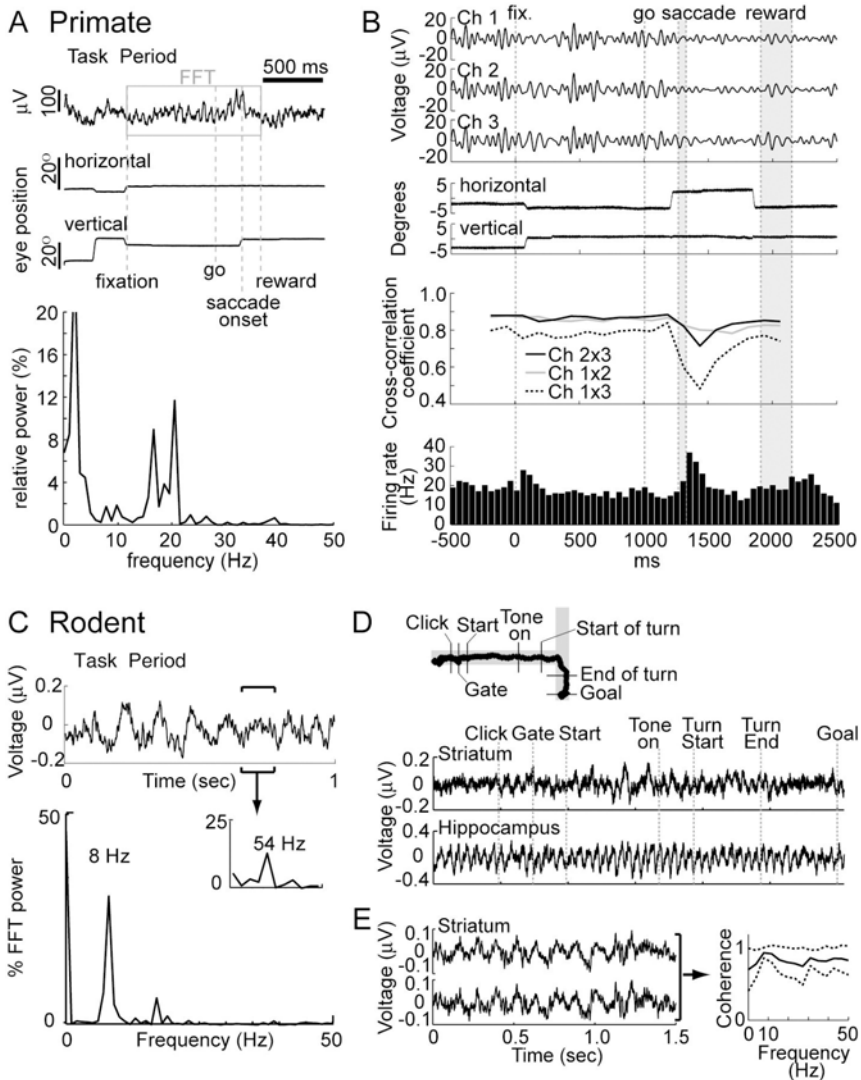 A Primate
Task Period
FFT
500 ms
µV
100
horizontal
20°
eye position
vertical
20°
fixation
go
saccade
onset
reward
20
16
12
8
4
0
relative power (%)
0 10 20 30 40 50
frequency (Hz)
B
fix.
go saccade
reward
Ch 1
20
0
-20
Ch 2
20
0
-20
Ch 3
20
0
-20
Voltage (µV)
horizontal
5
-5
vertical
5
-5
Degrees
1.0
0.8
0.6
0.4
Cross-correlation
coefficient
Ch 2x3
Ch 1x2
Ch 1x3
40
30
20
10
0
Firing rate
(Hz)
-500 0 500 1000 1500 2000 2500
ms
C Rodent
Task Period
0.2
0
-0.2
Voltage (µV)
0 Time (sec) 1
50
0
% FFT power
8 Hz
25
0
54 Hz
0 Frequency (Hz) 50
D
Click
Start
Tone
on
Start of turn
Gate
End of turn
Goal
Click Gate Start
Tone
on
Turn
Start
Turn
End
Goal
Striatum
0.2
0
-0.2
Hippocampus
0.4
0
-0.4
Voltage (µV)
E
Striatum
0.1
0
-0.1
0.1
0
-0.1
Voltage (µV)
0 0.5 1.0 1.5
Time (sec)
Coherence
1
0
0 10 50
Frequency
(Hz)